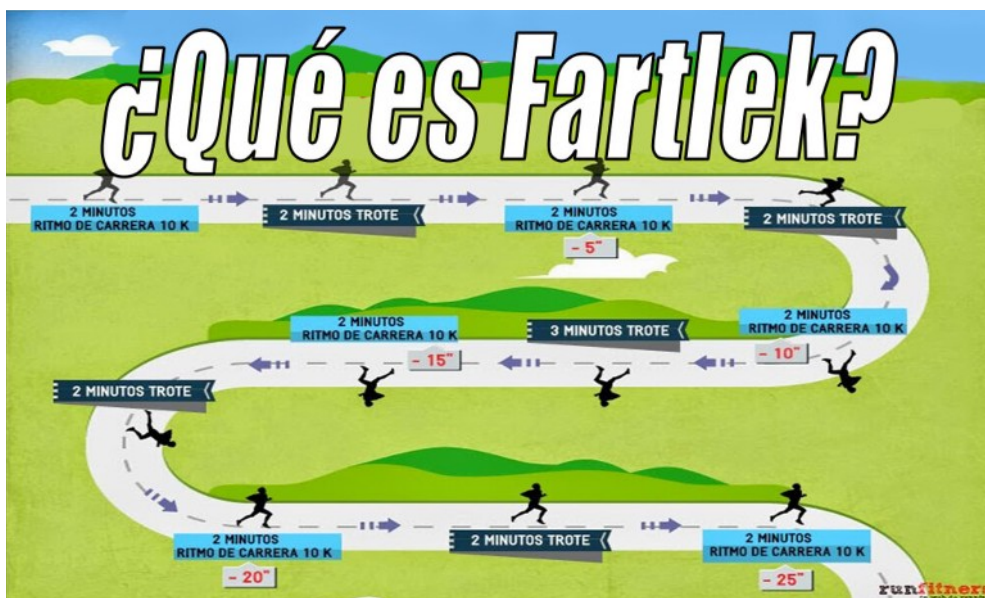 ¿Qué es Fartlek?
2 MINUTOS
RITMO DE CARRERA 10 K
2 MINUTOS TROTE
2 MINUTOS
RITMO DE CARRERA 10 K
- 5"
2 MINUTOS TROTE
2 MINUTOS
RITMO DE CARRERA 10 K
- 10"
3 MINUTOS TROTE
2 MINUTOS
RITMO DE CARRERA 10 K
- 15"
2 MINUTOS TROTE
2 MINUTOS
RITMO DE CARRERA 10 K
- 20"
2 MINUTOS TROTE
2 MINUTOS
RITMO DE CARRERA 10 K
- 25"
runfitners